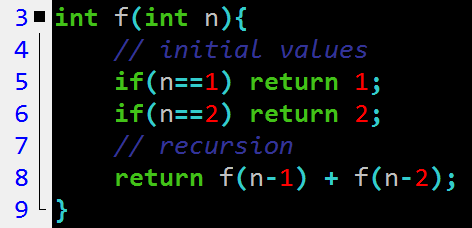 3 int f(int n){
4 // initial values
5 if(n==1) return 1;
6 if(n==2) return 2;
7 // recursion
8 return f(n-1) + f(n-2);
9 }